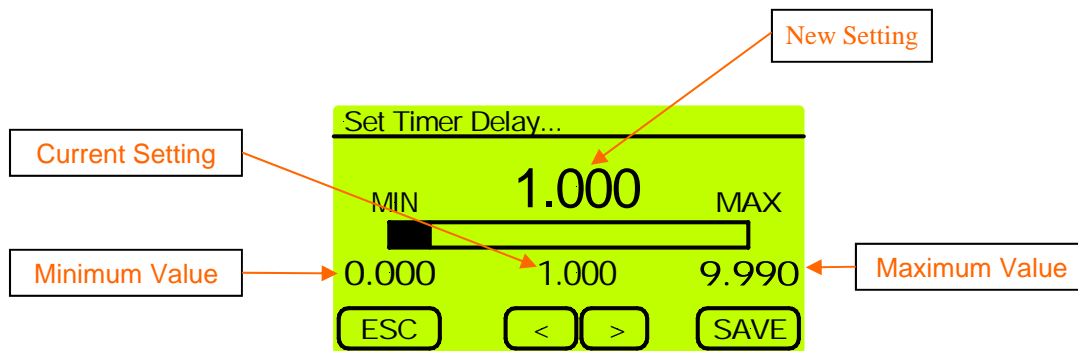 New Setting
Set Timer Delay...
Current Setting
1.000
MIN MAX
Minimum Value
0.000 1.000 9.990
Maximum Value
ESC < > SAVE